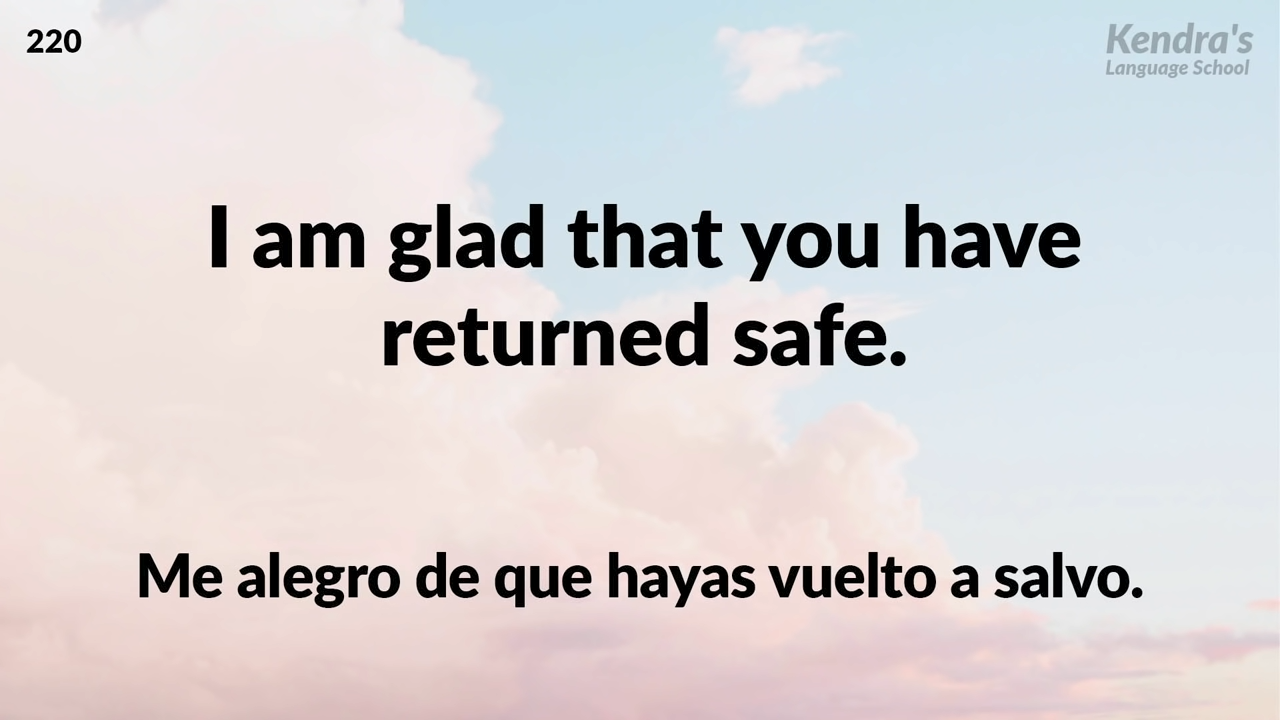 220
Kendra's
Language School
I am glad that you have
returned safe.
Me alegro de que hayas vuelto a salvo.